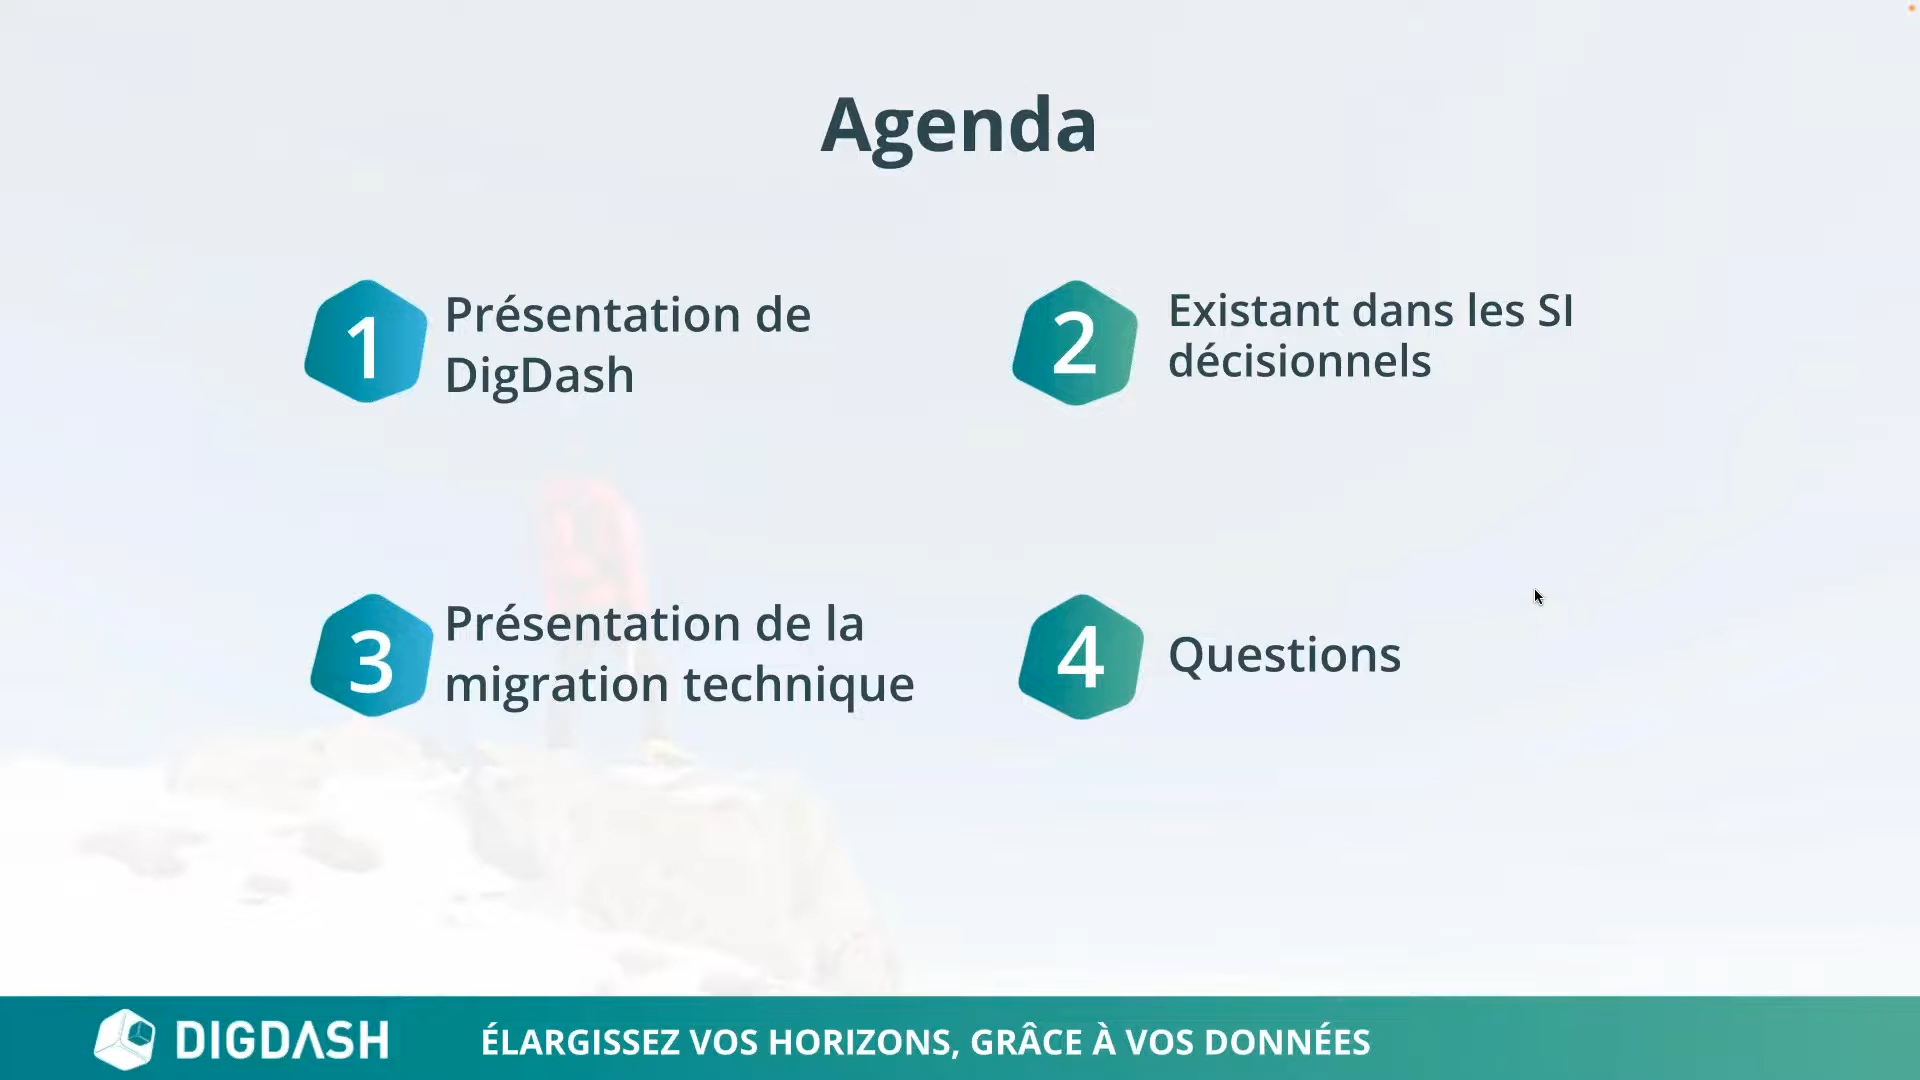 Agenda
1
Présentation de
DigDash
2
Existant dans les SI
décisionnels
3
Présentation de la
migration technique
4
Questions
DIGDASH
ÉLARGISSEZ VOS HORIZONS, GRÂCE À VOS DONNÉES